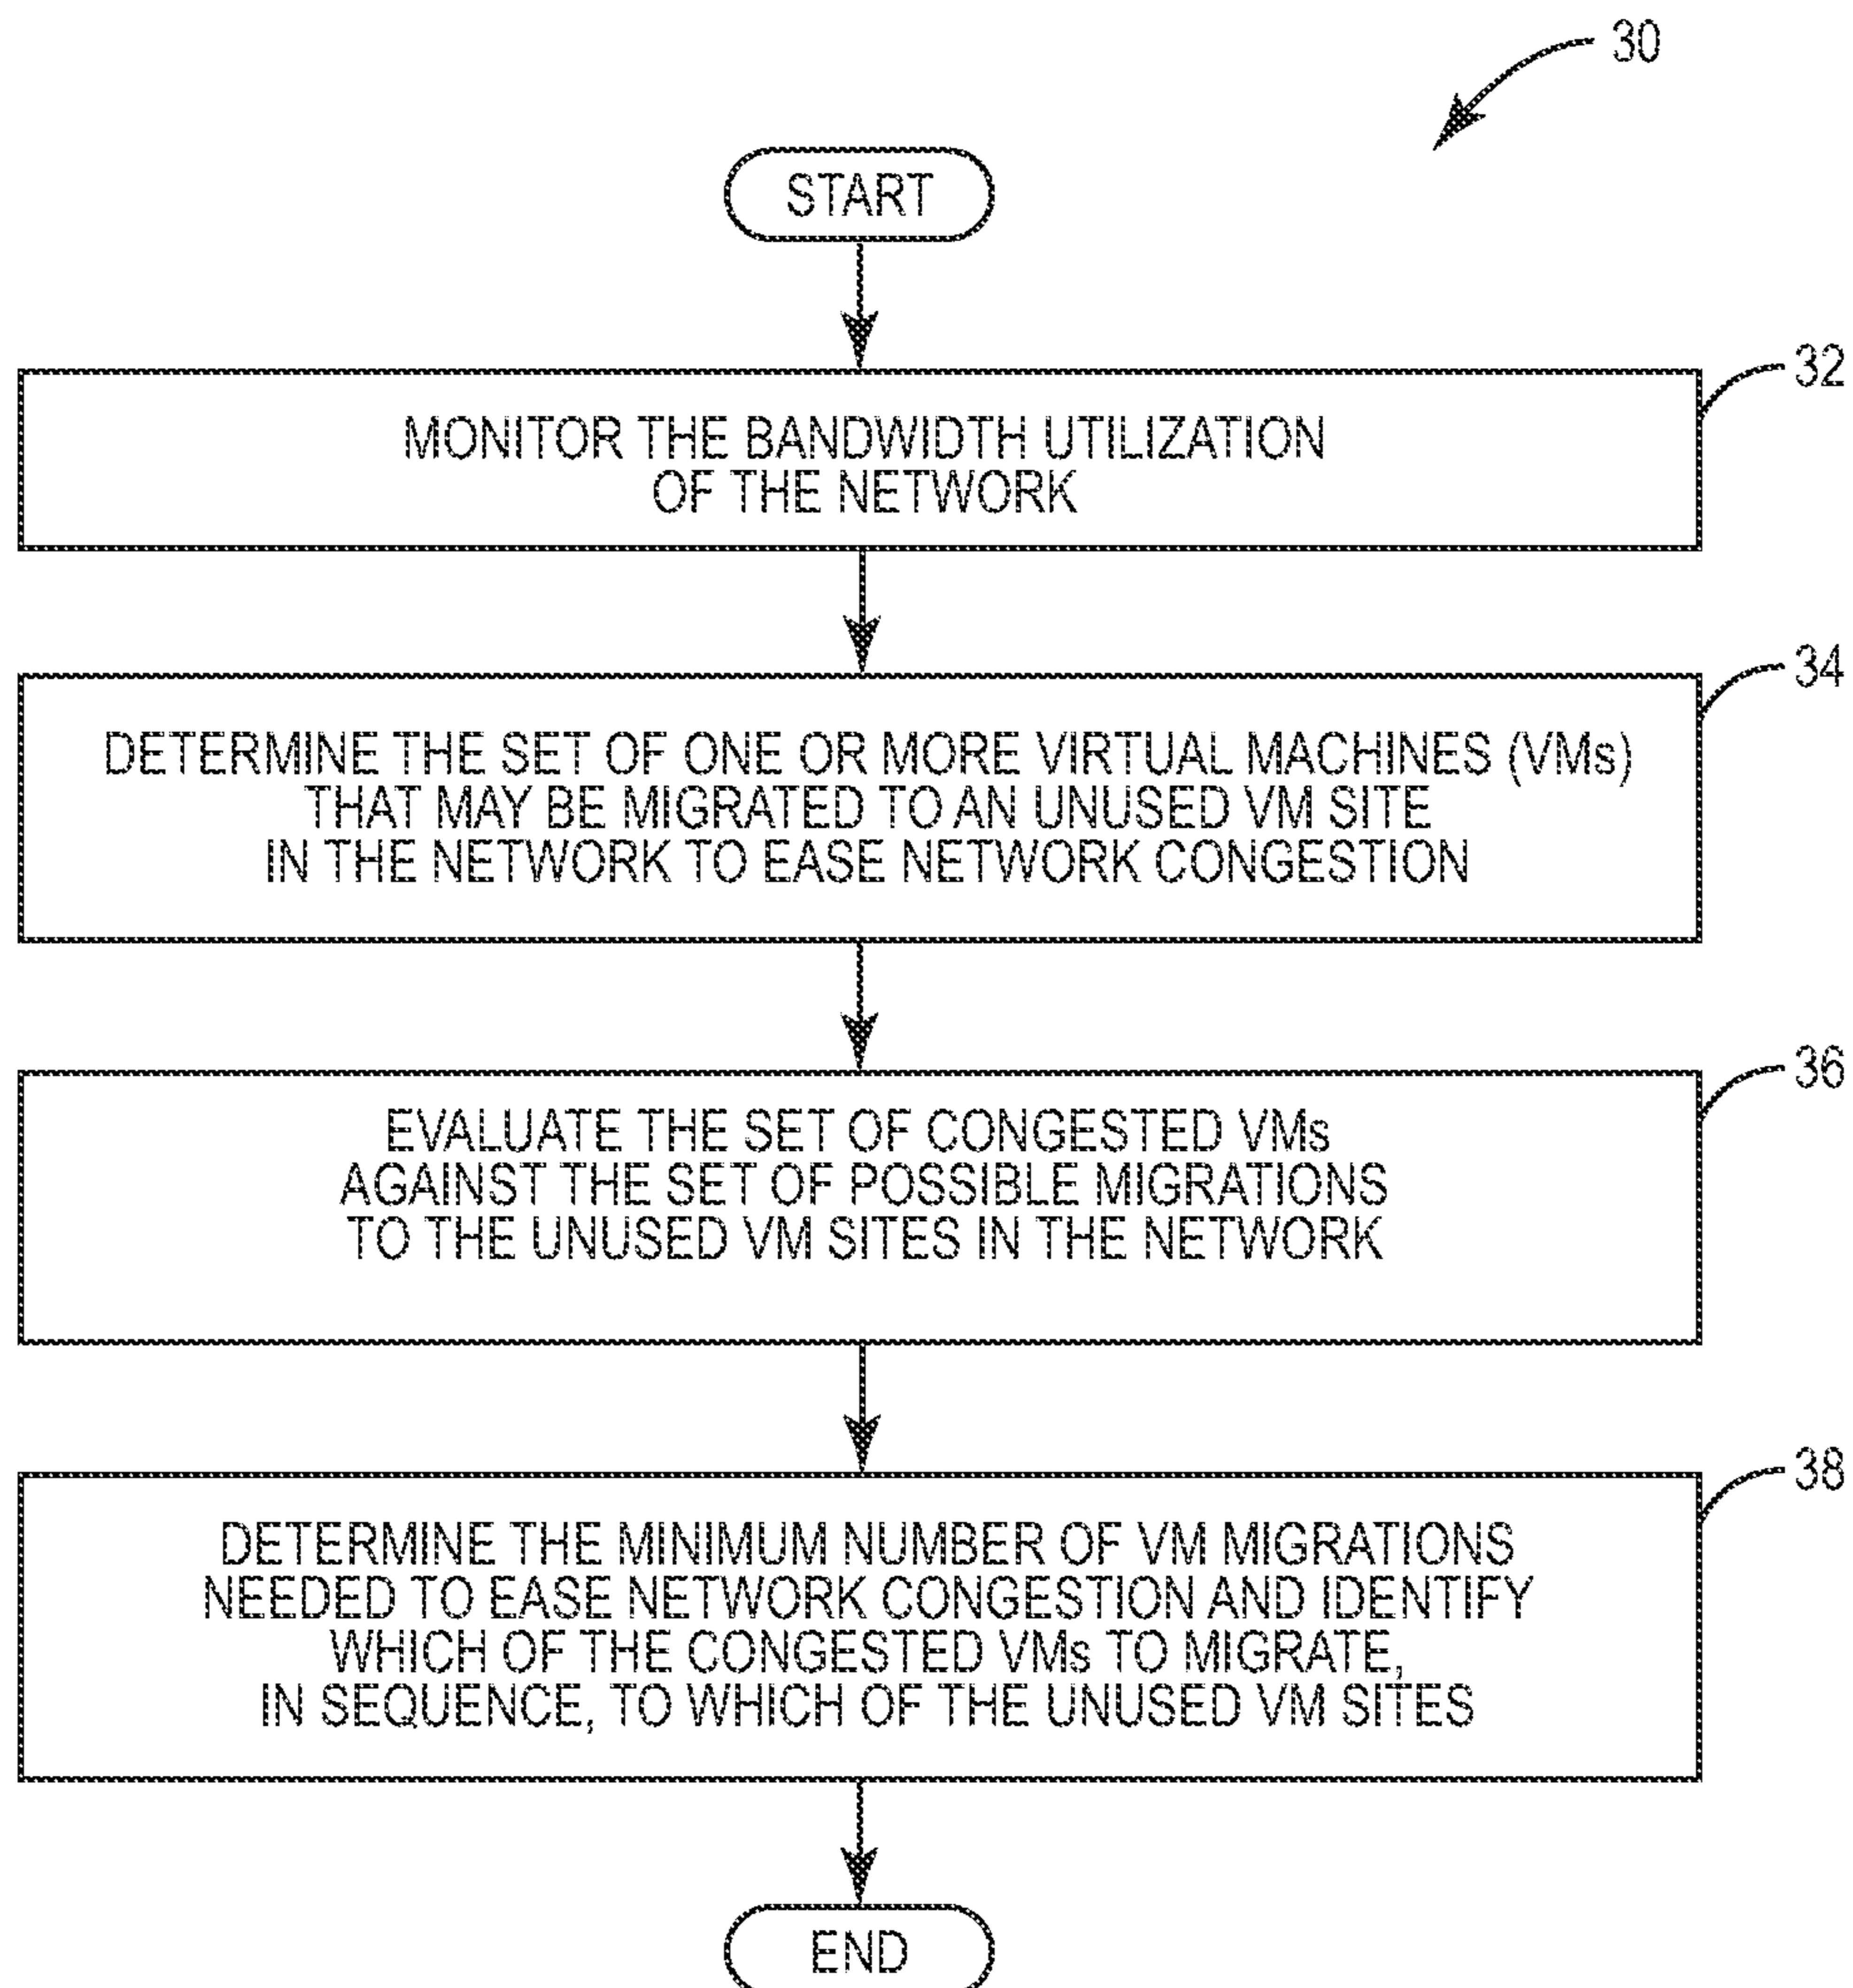 30
START
32
MONITOR THE BANDWIDTH UTILIZATION
OF THE NETWORK
34
DETERMINE THE SET OF ONE OR MORE VIRTUAL MACHINES (VMs)
THAT MAY BE MIGRATED TO AN UNUSED VM SITE
IN THE NETWORK TO EASE NETWORK CONGESTION
36
EVALUATE THE SET OF CONGESTED VMs
AGAINST THE SET OF POSSIBLE MIGRATIONS
TO THE UNUSED VM SITES IN THE NETWORK
38
DETERMINE THE MINIMUM NUMBER OF VM MIGRATIONS
NEEDED TO EASE NETWORK CONGESTION AND IDENTIFY
WHICH OF THE CONGESTED VMs TO MIGRATE,
IN SEQUENCE, TO WHICH OF THE UNUSED VM SITES
END